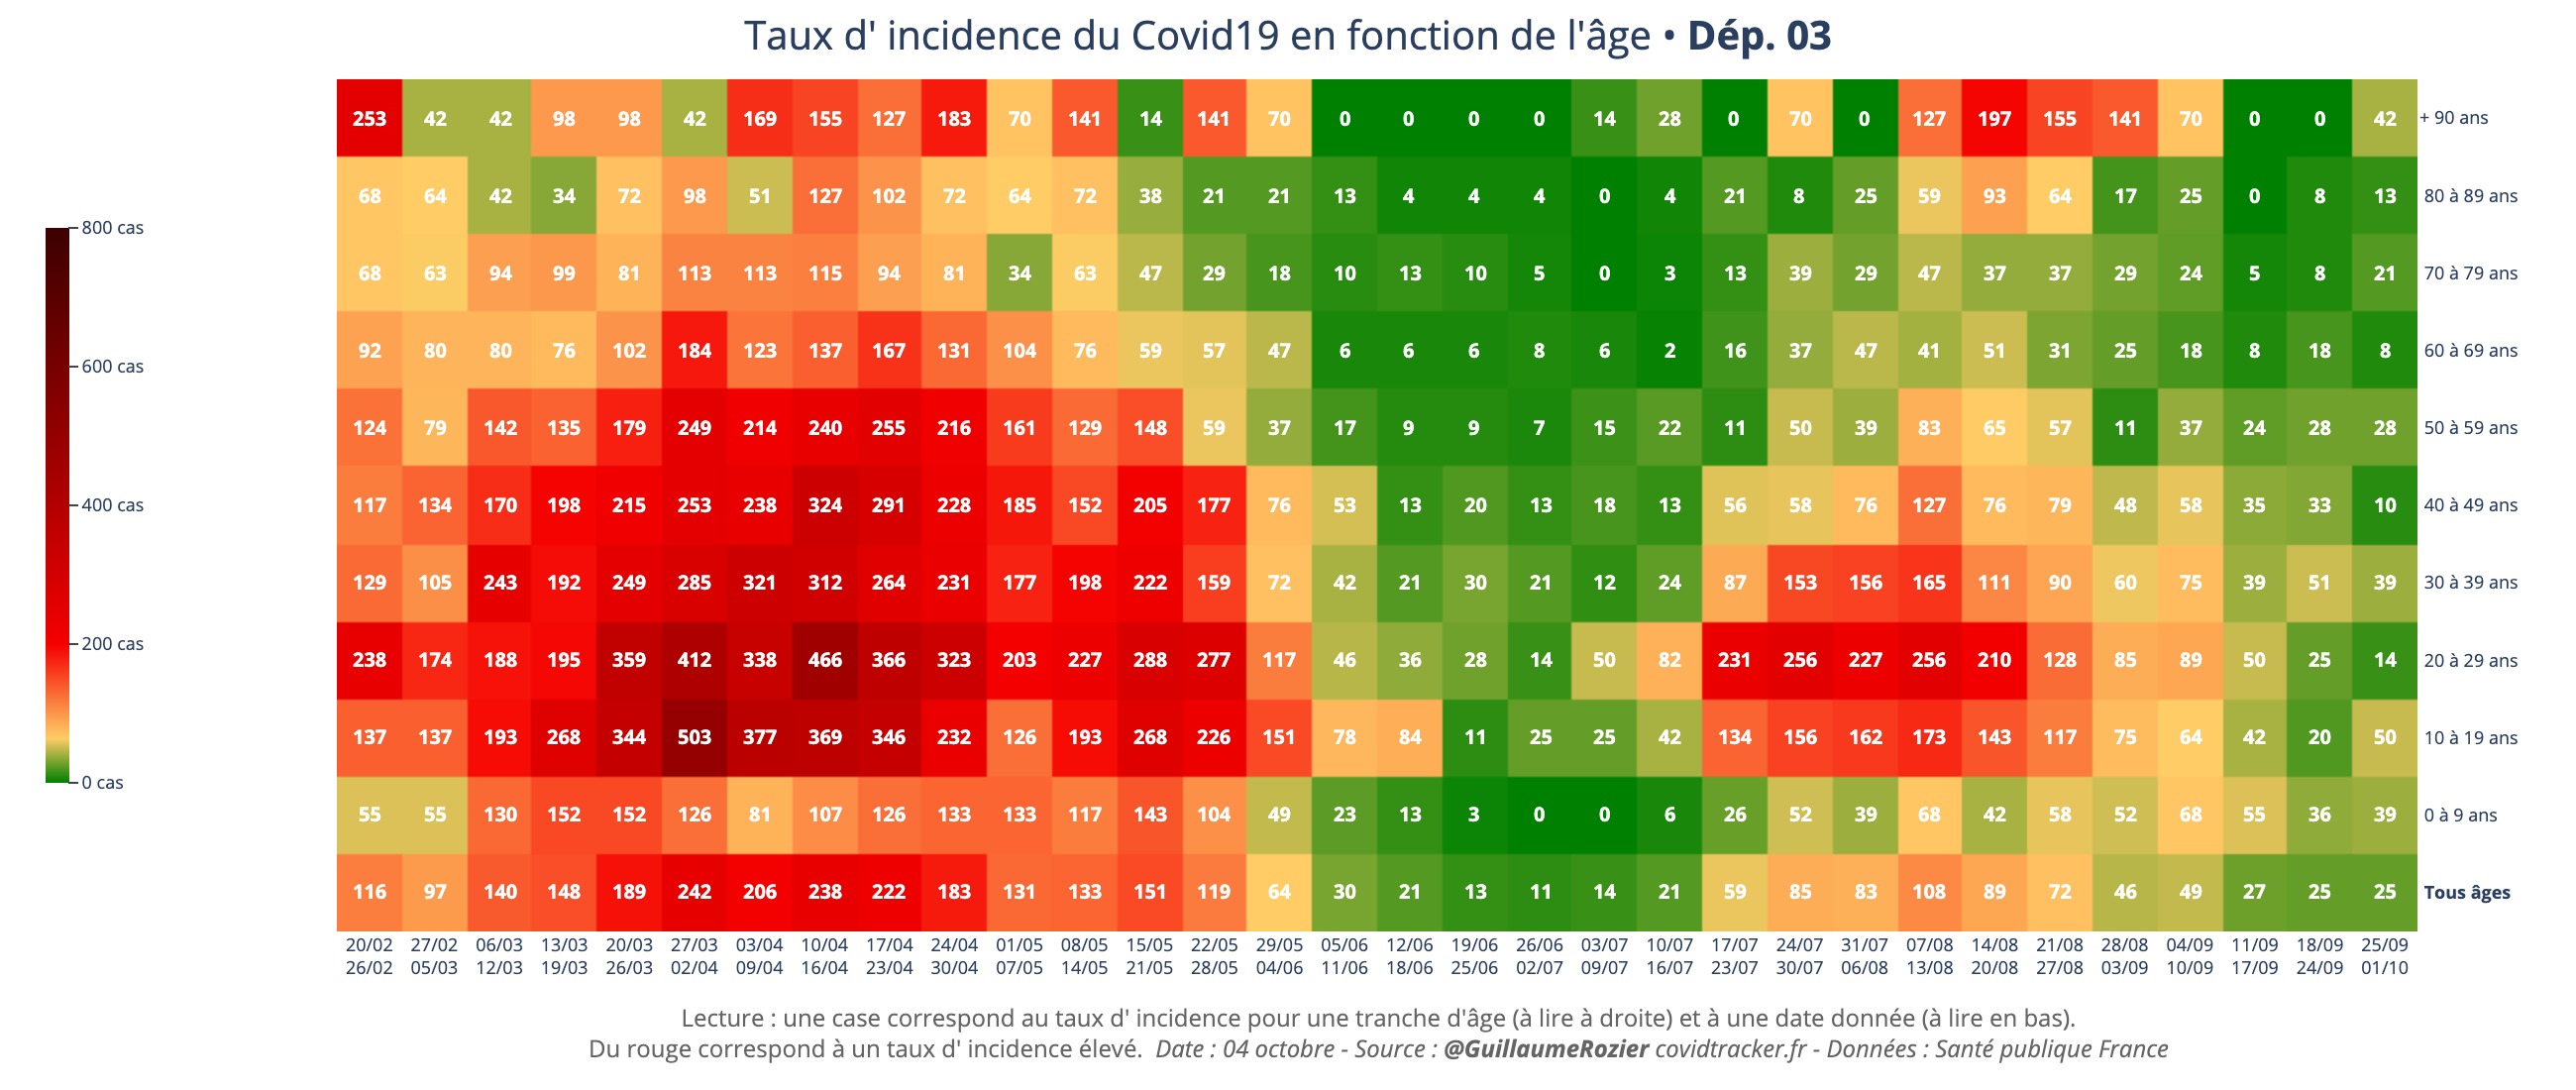 Taux d' incidence du Covid19 en fonction de l'âge • Dép. 03
253 42 42 98 98 42 169 155 127 183 70 141 14 141 70 0 0 0 0 14 28 0 70 0 127 197 155 141 70 0 0 42 + 90 ans
68 64 42 34 72 98 51 127 102 72 64 72 38 21 21 13 4 4 4 0 4 21 8 25 59 93 64 17 25 0 8 13 80 à 89 ans
68 63 94 99 81 113 113 115 94 81 34 63 47 29 18 10 13 10 5 0 3 13 39 29 47 37 37 29 24 5 8 21 70 à 79 ans
92 80 80 76 102 184 123 137 167 131 104 76 59 57 47 6 6 6 8 6 2 16 37 47 41 51 31 25 18 8 18 8 60 à 69 ans
124 79 142 135 179 249 214 240 255 216 161 129 148 59 37 17 9 9 7 15 22 11 50 39 83 65 57 11 37 24 28 28 50 à 59 ans
117 134 170 198 215 253 238 324 291 228 185 152 205 177 76 53 13 20 13 18 13 56 58 76 127 76 79 48 58 35 33 10 40 à 49 ans
129 105 243 192 249 285 321 312 264 231 177 198 222 159 72 42 21 30 21 12 24 87 153 156 165 111 90 60 75 39 51 39 30 à 39 ans
238 174 188 195 359 412 338 466 366 323 203 227 288 277 117 46 36 28 14 50 82 231 256 227 256 210 128 85 89 50 25 14 20 à 29 ans
137 137 193 268 344 503 377 369 346 232 126 193 268 226 151 78 84 11 25 25 42 134 156 162 173 143 117 75 64 42 20 50 10 à 19 ans
55 55 130 152 152 126 81 107 126 133 133 117 143 104 49 23 13 3 0 0 6 26 52 39 68 42 58 52 68 55 36 39 0 à 9 ans
116 97 140 148 189 242 206 238 222 183 131 133 151 119 64 30 21 13 11 14 21 59 85 83 108 89 72 46 49 27 25 25 Tous âges
20/02 27/02 06/03 13/03 20/03 27/03 03/04 10/04 17/04 24/04 01/05 08/05 15/05 22/05 29/05 05/06 12/06 19/06 26/06 03/07 10/07 17/07 24/07 31/07 07/08 14/08 21/08 28/08 04/09 11/09 18/09 25/09
26/02 05/03 12/03 19/03 26/03 02/04 09/04 16/04 23/04 30/04 07/05 14/05 21/05 28/05 04/06 11/06 18/06 25/06 02/07 09/07 16/07 23/07 30/07 06/08 13/08 20/08 27/08 03/09 10/09 17/09 24/09 01/10
800 cas
600 cas
400 cas
200 cas
0 cas
Lecture : une case correspond au taux d' incidence pour une tranche d'âge (à lire à droite) et à une date donnée (à lire en bas).
Du rouge correspond à un taux d' incidence élevé. Date : 04 octobre - Source : @GuillaumeRozier covidtracker.fr - Données : Santé publique France